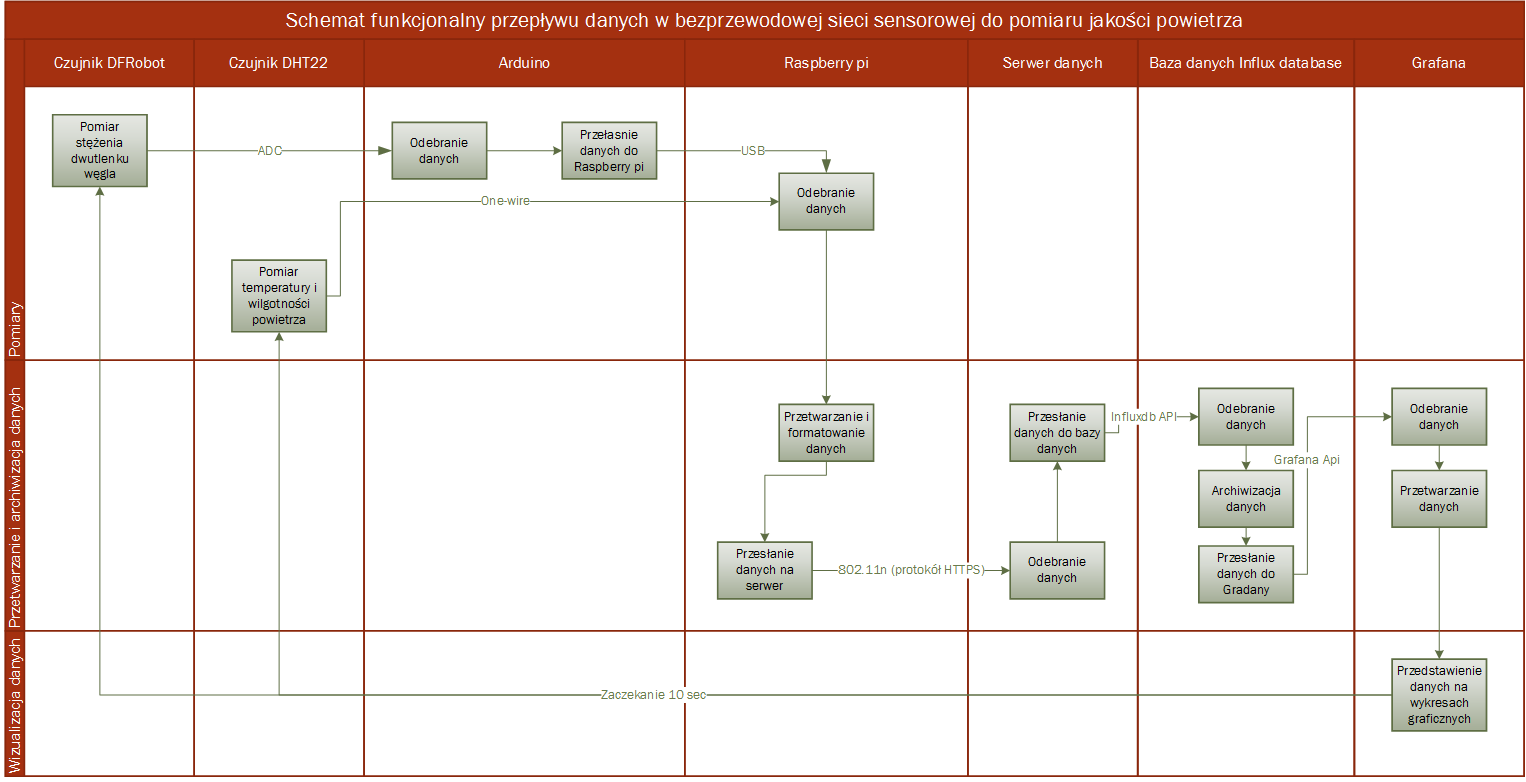 Schemat funkcjonalny przepływu danych w bezprzewodowej sieci sensorowej do pomiaru jakości powietrza
Czujnik DFRobot
Czujnik DHT22
Arduino
Raspberry pi
Serwer danych
Baza danych Influx database
Grafana
Pomiary
Pomiar
stężenia
dwutlenku
węgla
ADC
Odebranie
danych
Przełasnie
danych do
Raspberry pi
USB
Odebranie
danych
One-wire
Pomiar
temperatury i
wilgotności
powietrza
Przetwarzanie i archiwizacja danych
Przetwarzanie i
formatowanie
danych
Przesłanie
danych na
serwer
802.11n (protokół HTTPS)
Odebranie
danych
Przesłanie
danych do bazy
danych
Influxdb API
Odebranie
danych
Archiwizacja
danych
Przesłanie
danych do
Gradany
Grafana Api
Odebranie
danych
Przetwarzanie
danych
Wizualizacja danych
Przedstawienie
danych na
wykresach
graficznych
Zaczekanie 10 sec